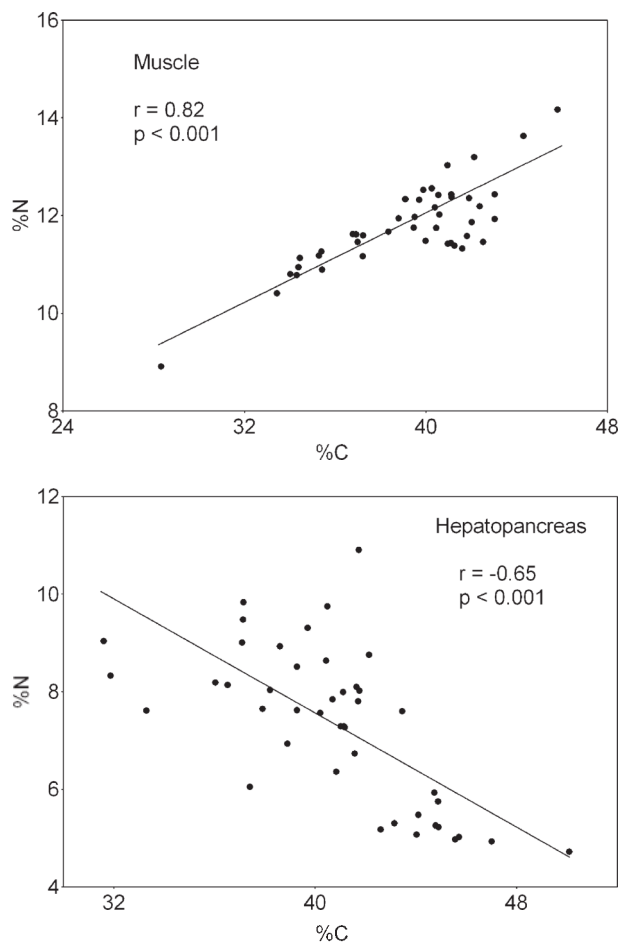 16
Muscle
14
r = 0.82
p < 0.001
%N
12
10
8
24
32
40
48
%C
12
Hepatopancreas
r = -0.65
p < 0.001
10
%N
8
6
4
32
40
48
%C